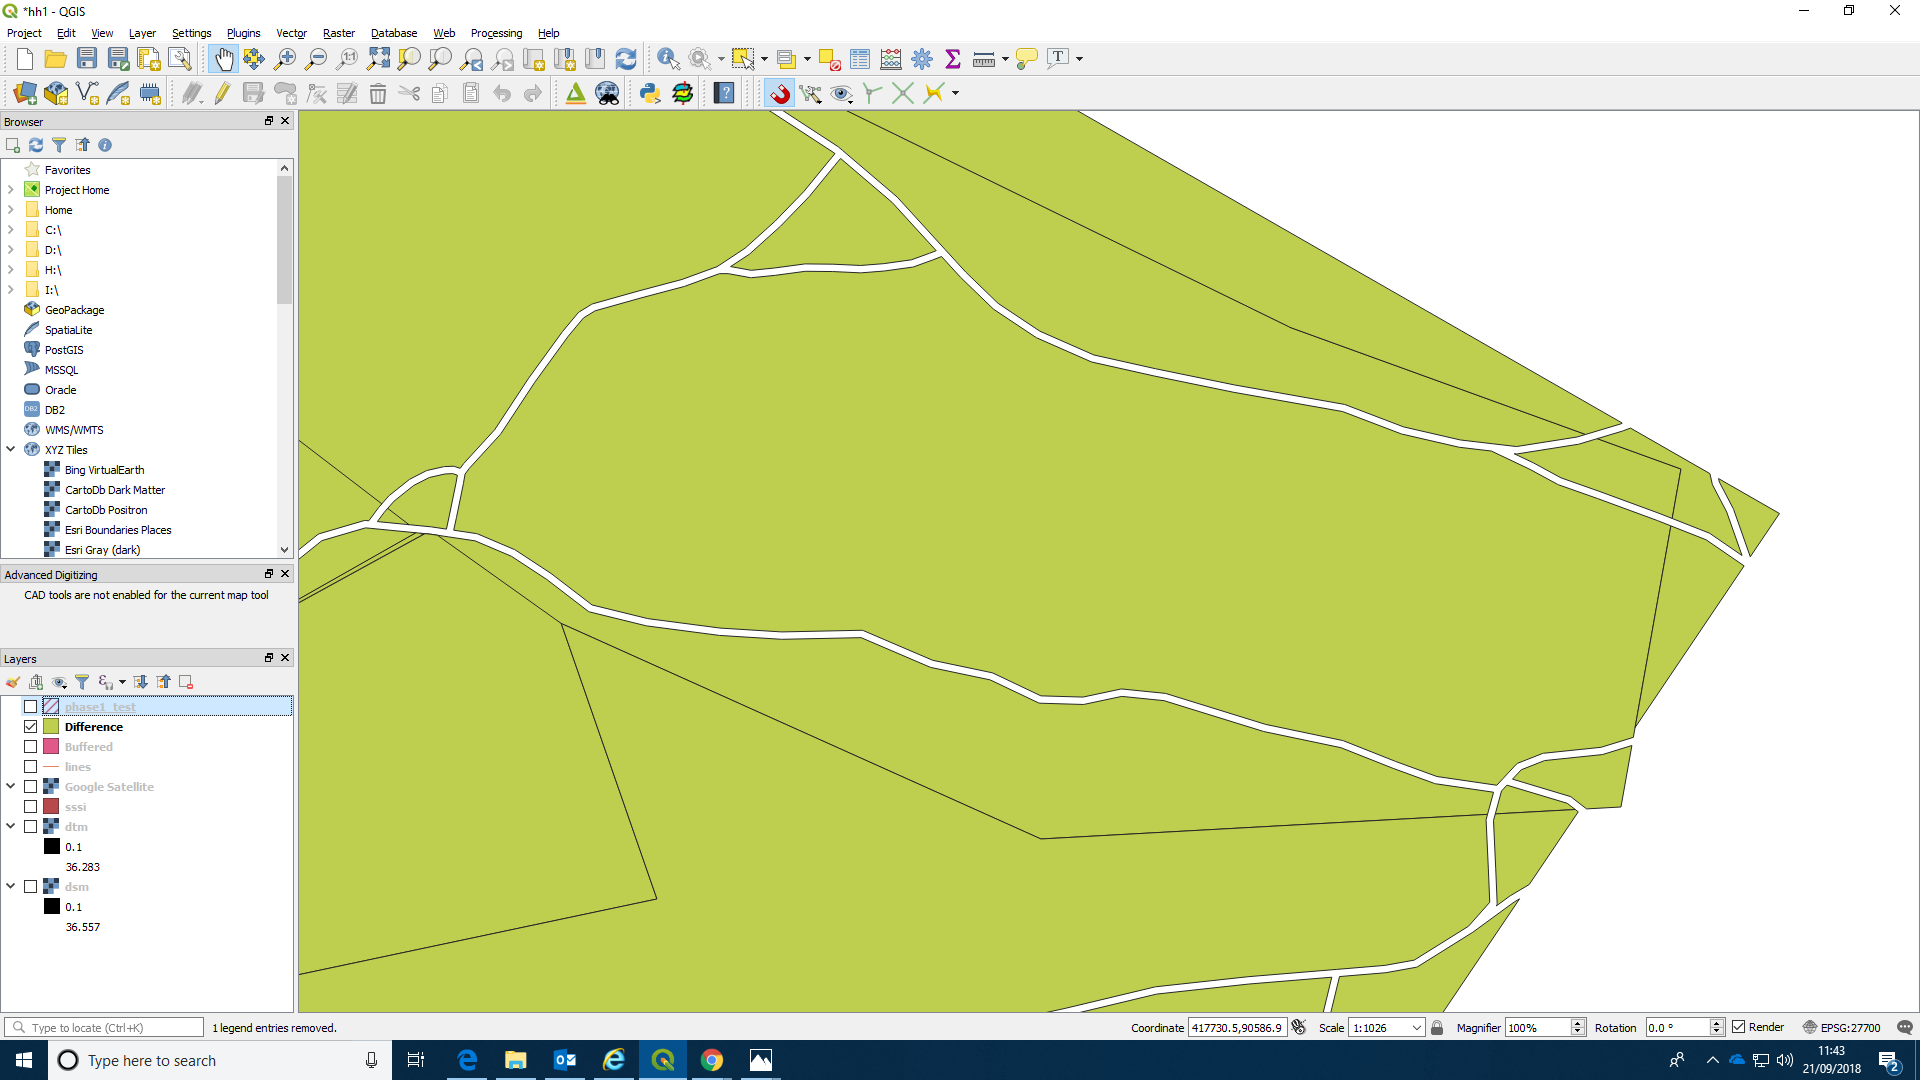 *hh1 - QGIS
Project Edit View Layer Settings Plugins Vector Raster Database Web Processing Help
Browser
Favorites
Project Home
Home
C:\
D:\
H:\
I:\
GeoPackage
SpatiaLite
PostGIS
MSSQL
Oracle
DB2
WMS/WMTS
XYZ Tiles
Bing VirtualEarth
CartoDb Dark Matter
CartoDb Positron
Esri Boundaries Places
Esri Gray (dark)
Advanced Digitizing
CAD tools are not enabled for the current map tool
Layers
phase1_test
Difference
Buffered
lines
Google Satellite
sssi
dtm
0.1
36.283
dsm
0.1
36.557
Type to locate (Ctrl+K) 1 legend entries removed. Coordinate 417730.5,90586.9 Scale 1:1026 Magnifier 100% Rotation 0.0 ° Render EPSG:27700
Type here to search
11:43
21/09/2018
2